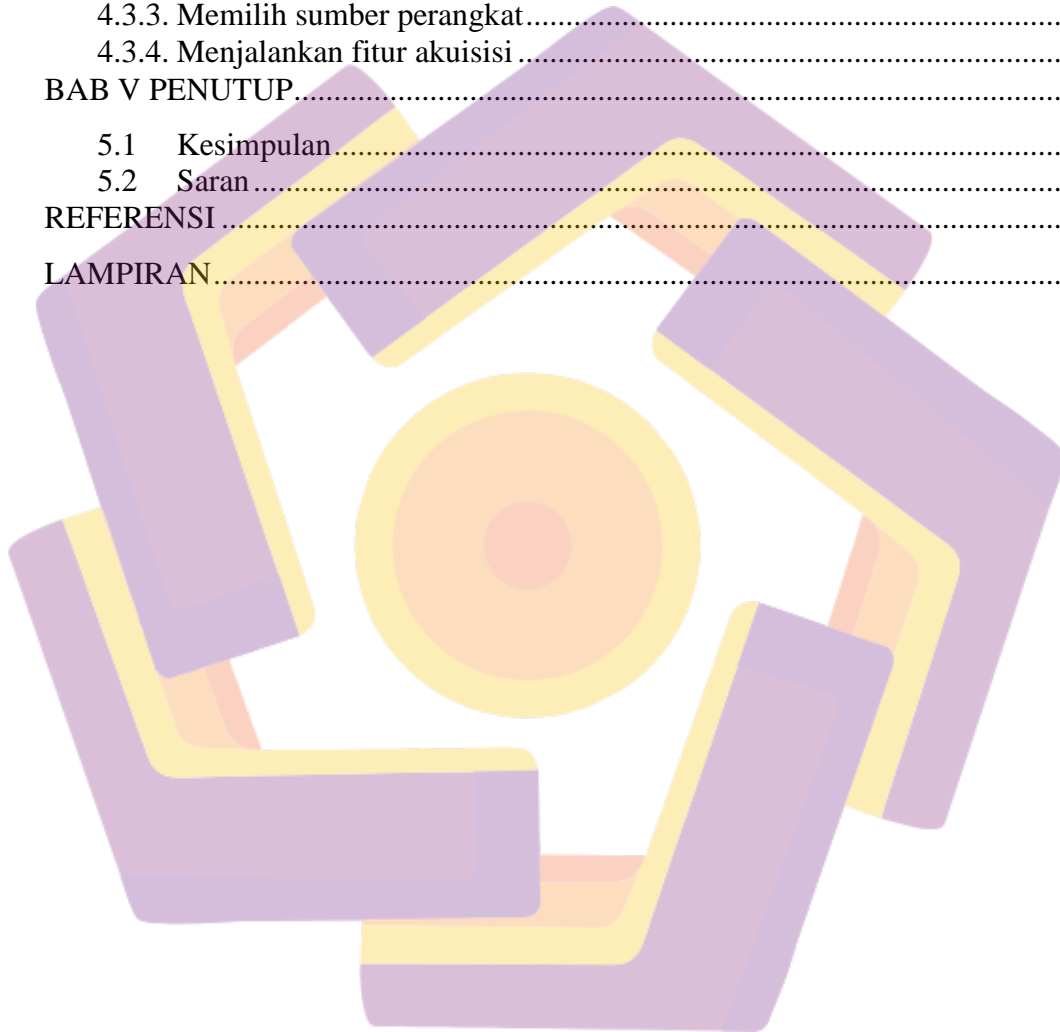 4.3.3. Memilih sumber perangkat........................................................................
4.3.4. Menjalankan fitur akuisisi........................................................................
BAB V PENUTUP........................................................................
5.1 Kesimpulan........................................................................
5.2 Saran........................................................................
REFERENSI........................................................................
LAMPIRAN........................................................................